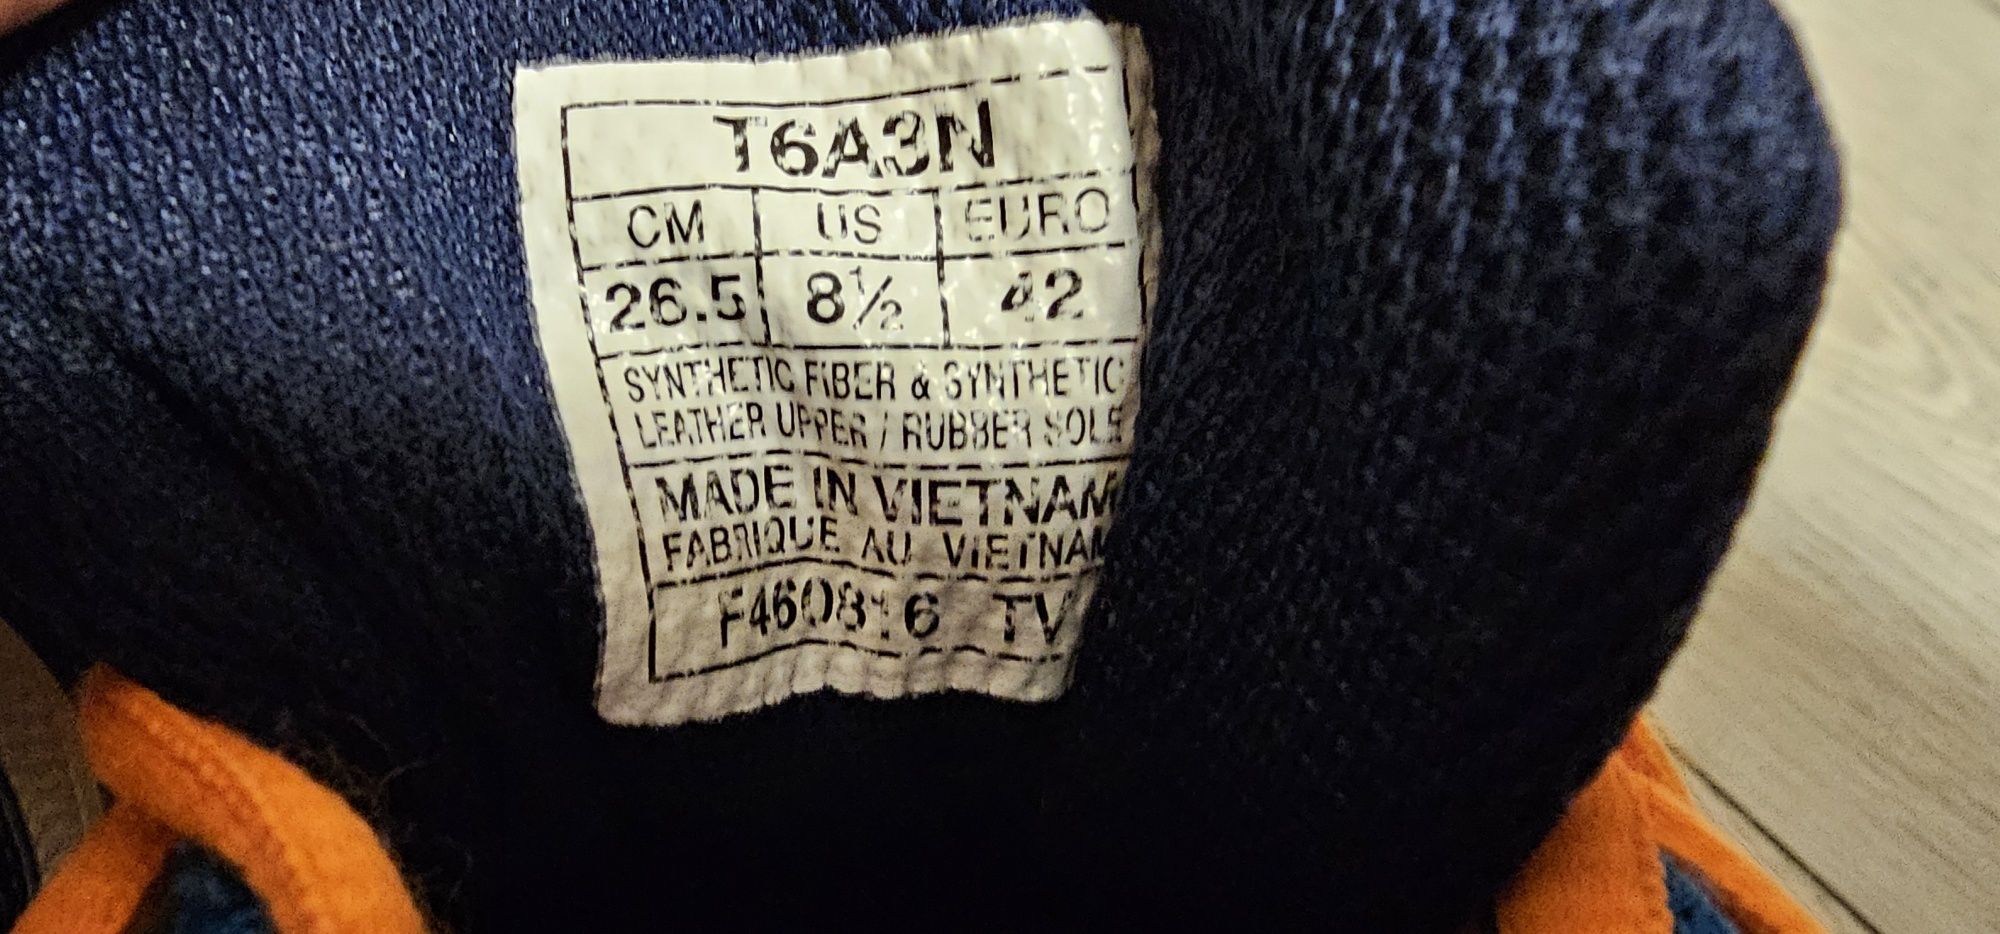 T6A3N
CM US EURO
26.5 8½ 42
SYNTHETIC FIBER & SYNTHETIC
LEATHER UPPER / RUBBER SOLE
MADE IN VIETNAM
FABRIQUE AU VIETNAM
F460816 TV